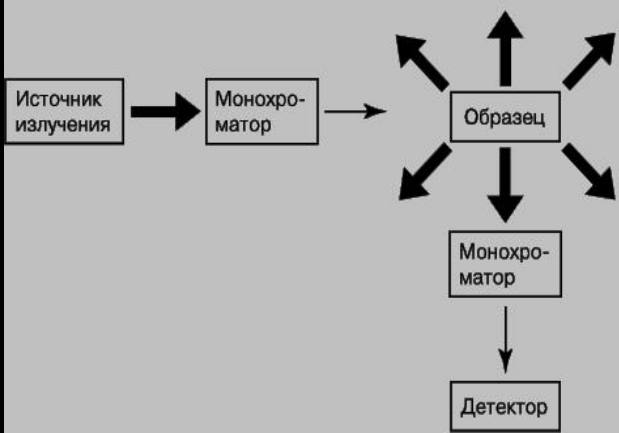 Источник
излучения
Монохро-
матор
Образец
Монохро-
матор
Детектор